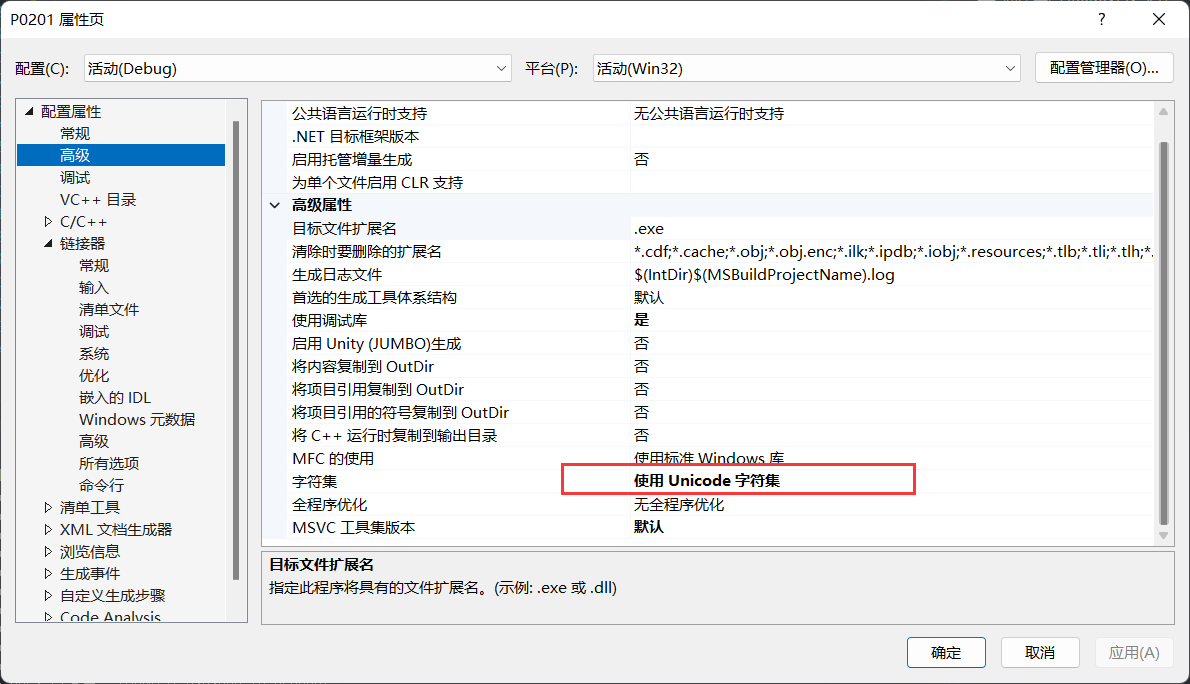 P0201 属性页
?
配置(C): 活动(Debug) 平台(P): 活动(Win32) 配置管理器(O)...
配置属性
常规
高级
调试
VC++ 目录
C/C++
链接器
常规
输入
清单文件
调试
系统
优化
嵌入的 IDL
Windows 元数据
高级
所有选项
命令行
清单工具
XML 文档生成器
浏览信息
生成事件
自定义生成步骤
Code Analysis
公共语言运行时支持 无公共语言运行时支持
.NET 目标框架版本
启用托管增量生成 否
为单个文件启用 CLR 支持
高级属性
目标文件扩展名 .exe
清除时要删除的扩展名 *.cdf;*.cache;*.obj;*.obj.enc;*.ilk;*.ipdb;*.iobj;*.resources;*.tlb;*.tli;*.tlh;*.
生成日志文件 $(IntDir)$(MSBuildProjectName).log
首选的生成工具体系结构 默认
使用调试库 是
启用 Unity (JUMBO)生成 否
将内容复制到 OutDir 否
将项目引用复制到 OutDir 否
将项目引用的符号复制到 OutDir 否
将 C++ 运行时复制到输出目录 否
MFC 的使用 使用标准 Windows 库
字符集 使用 Unicode 字符集
全程序优化 无全程序优化
MSVC 工具集版本 默认
目标文件扩展名
指定此程序将具有的文件扩展名。(示例: .exe 或 .dll)
确定 取消 应用(A)